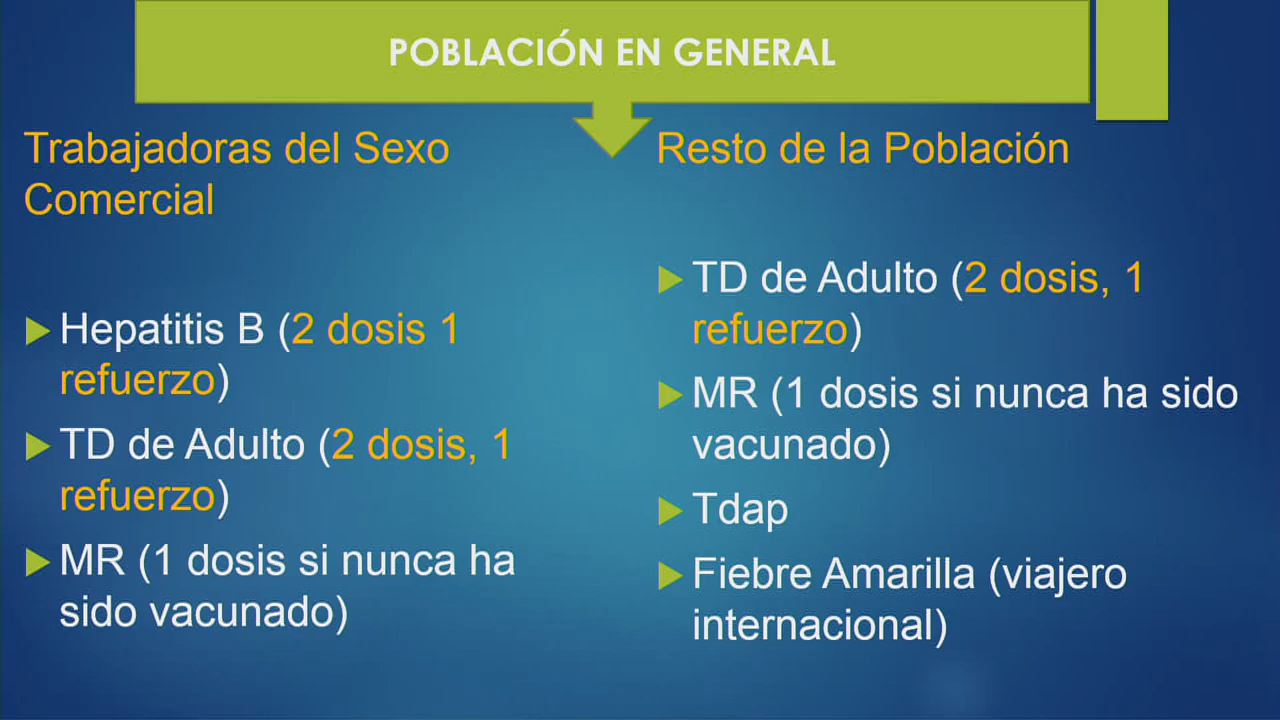 POBLACIÓN EN GENERAL
Trabajadoras del Sexo
Comercial
Hepatitis B (2 dosis 1
refuerzo)
TD de Adulto (2 dosis, 1
refuerzo)
MR (1 dosis si nunca ha
sido vacunado)
Resto de la Población
TD de Adulto (2 dosis, 1
refuerzo)
MR (1 dosis si nunca ha sido
vacunado)
Tdap
Fiebre Amarilla (viajero
internacional)